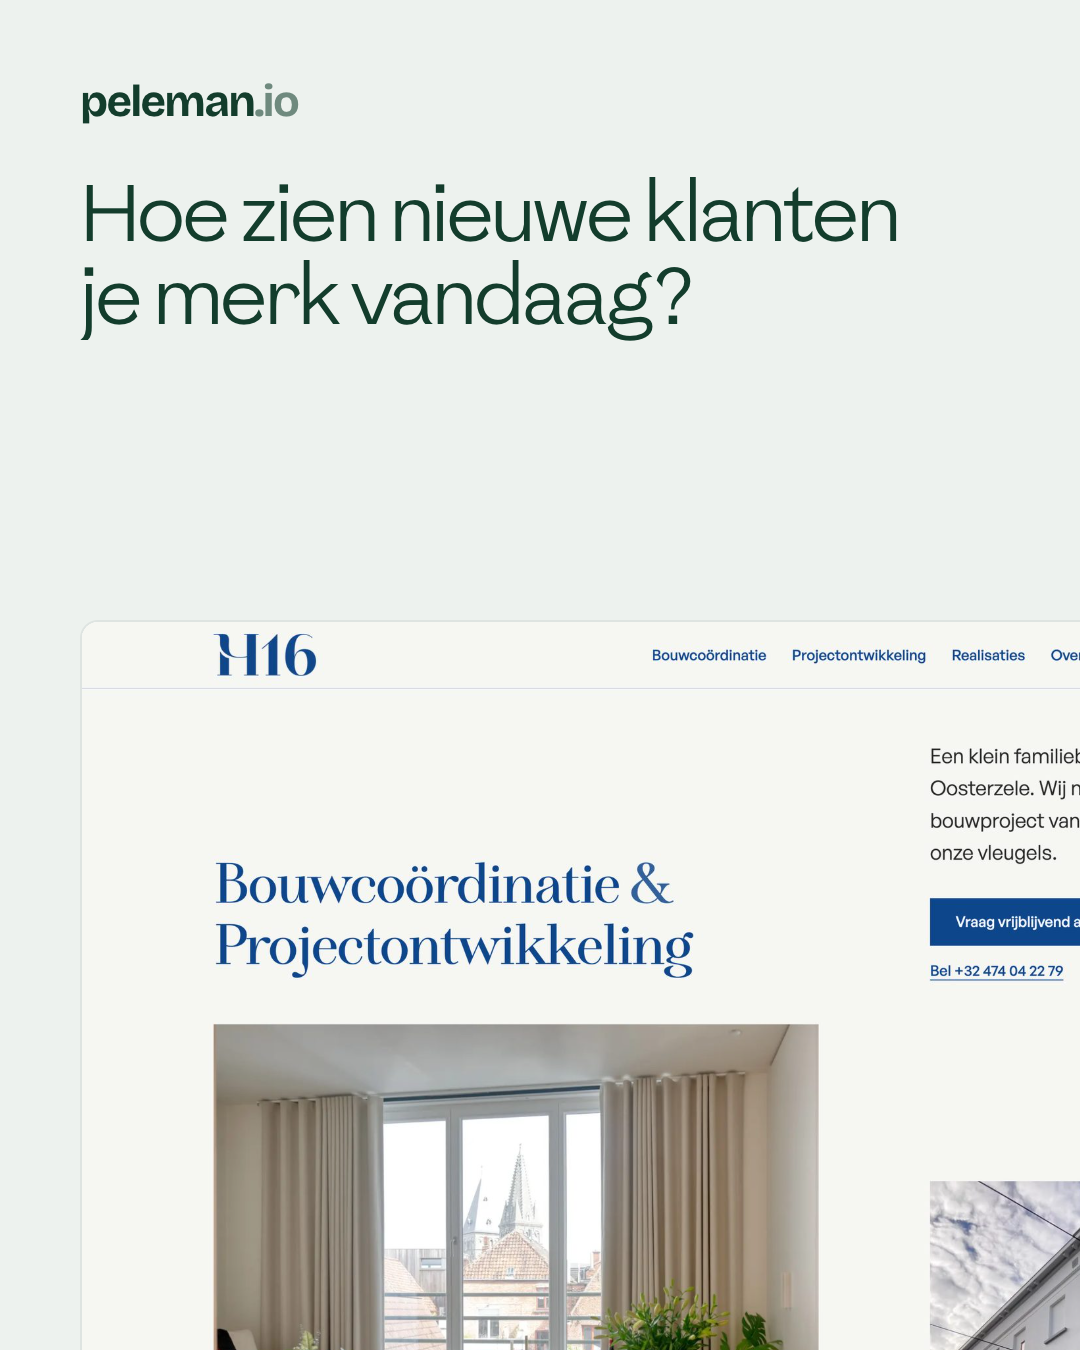 peleman.io
Hoe zien nieuwe klanten
je merk vandaag?
H16
Bouwcoördinatie Projectontwikkeling Realisaties
Een klein
Oosterzele. Wij
bouwproject van
onze vleugels.
Vraag vrijblijvend
Bel +32 474 04 22 79
Bouwcoördinatie &
Projectontwikkeling